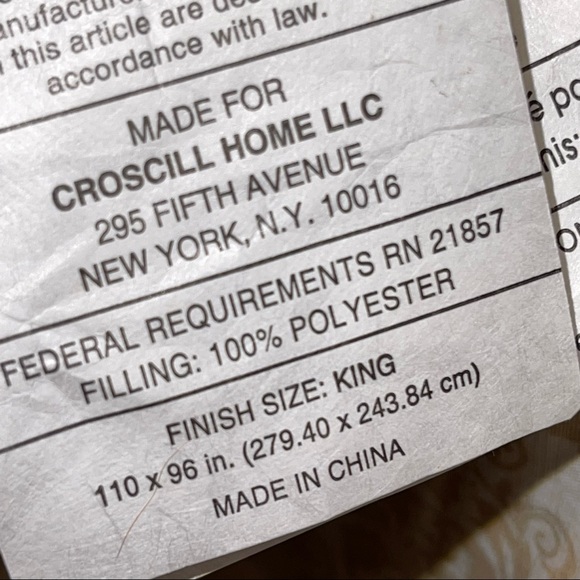 this article are
accordance with law.
MADE FOR
CROSCILL HOME LLC
295 FIFTH AVENUE
NEW YORK, N.Y. 10016
FEDERAL REQUIREMENTS RN 21857
FILLING: 100% POLYESTER
FINISH SIZE: KING
110 x 96 in. (279.40 x 243.84 cm)
MADE IN CHINA